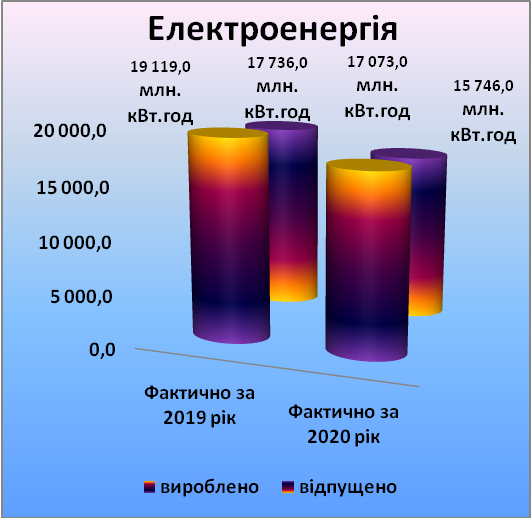 Електроенергія
19 119,0
млн.
кВт.год
17 736,0
млн.
кВт.год
17 073,0
млн.
кВт.год
15 746,0
млн.
кВт.год
20 000,0
15 000,0
10 000,0
5 000,0
0,0
Фактично за
2019 рік
Фактично за
2020 рік
вироблено
відпущено